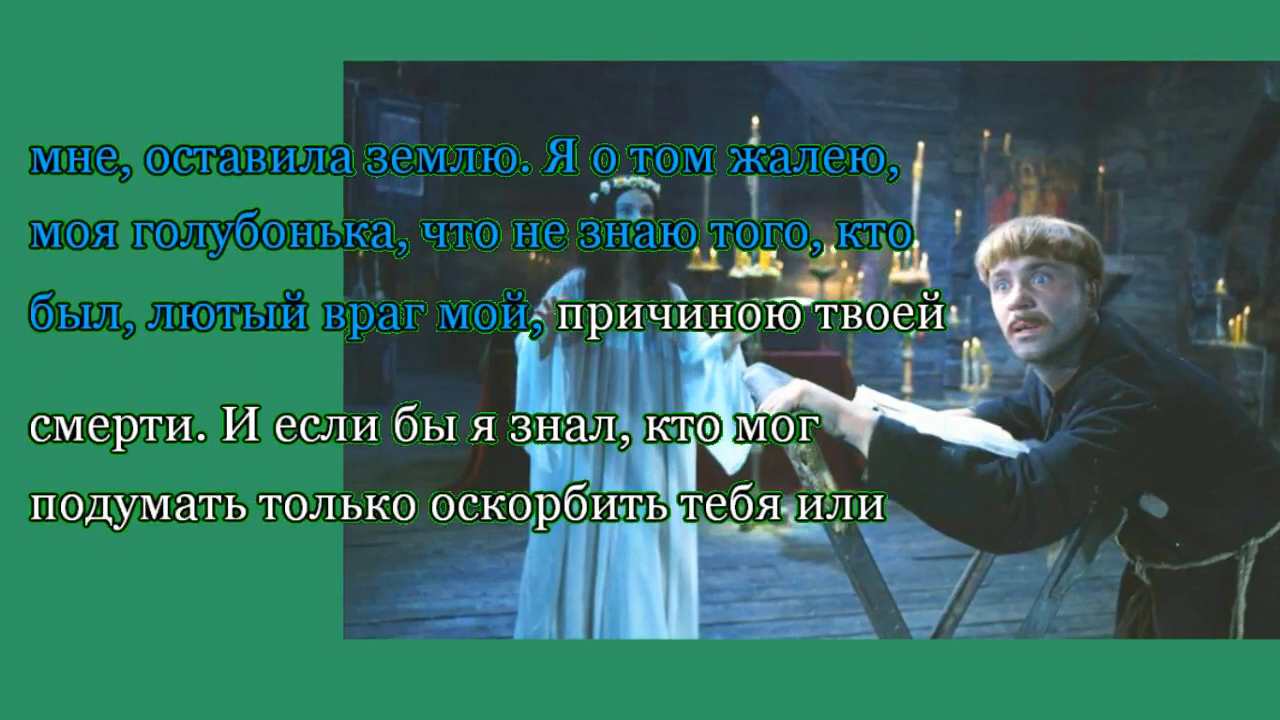 мне, оставила землю. Я о том жалею,
моя голубонька, что не знаю того, кто
был, лютый враг мой, причиною твоей
смерти. И если бы я знал, кто мог
подумать только оскорбить тебя или